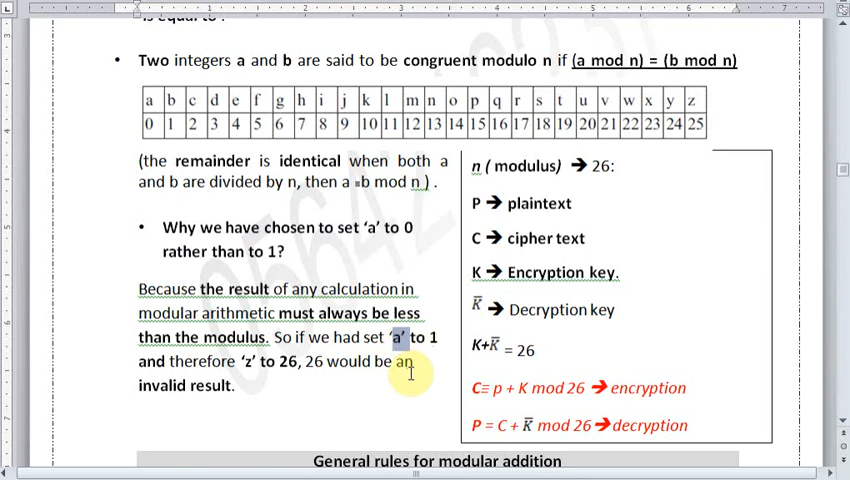 is equal to .
• Two integers a and b are said to be congruent modulo n if (a mod n) = (b mod n)
a b c d e f g h i j k l m n o p q r s t u v w x y z
0 1 2 3 4 5 6 7 8 9 10 11 12 13 14 15 16 17 18 19 20 21 22 23 24 25
(the remainder is identical when both a
and b are divided by n, then a ≡b mod n ) .
• Why we have chosen to set ‘a’ to 0
rather than to 1?
Because the result of any calculation in
modular arithmetic must always be less
than the modulus. So if we had set ‘a’ to 1
and therefore ‘z’ to 26, 26 would be an
invalid result.
n ( modulus) ➔ 26:
P ➔ plaintext
C ➔ cipher text
K ➔ Encryption key.
K̅ ➔ Decryption key
K+K̅ = 26
C≡ p + K mod 26 ➔ encryption
P = C + K̅ mod 26 ➔decryption
General rules for modular addition